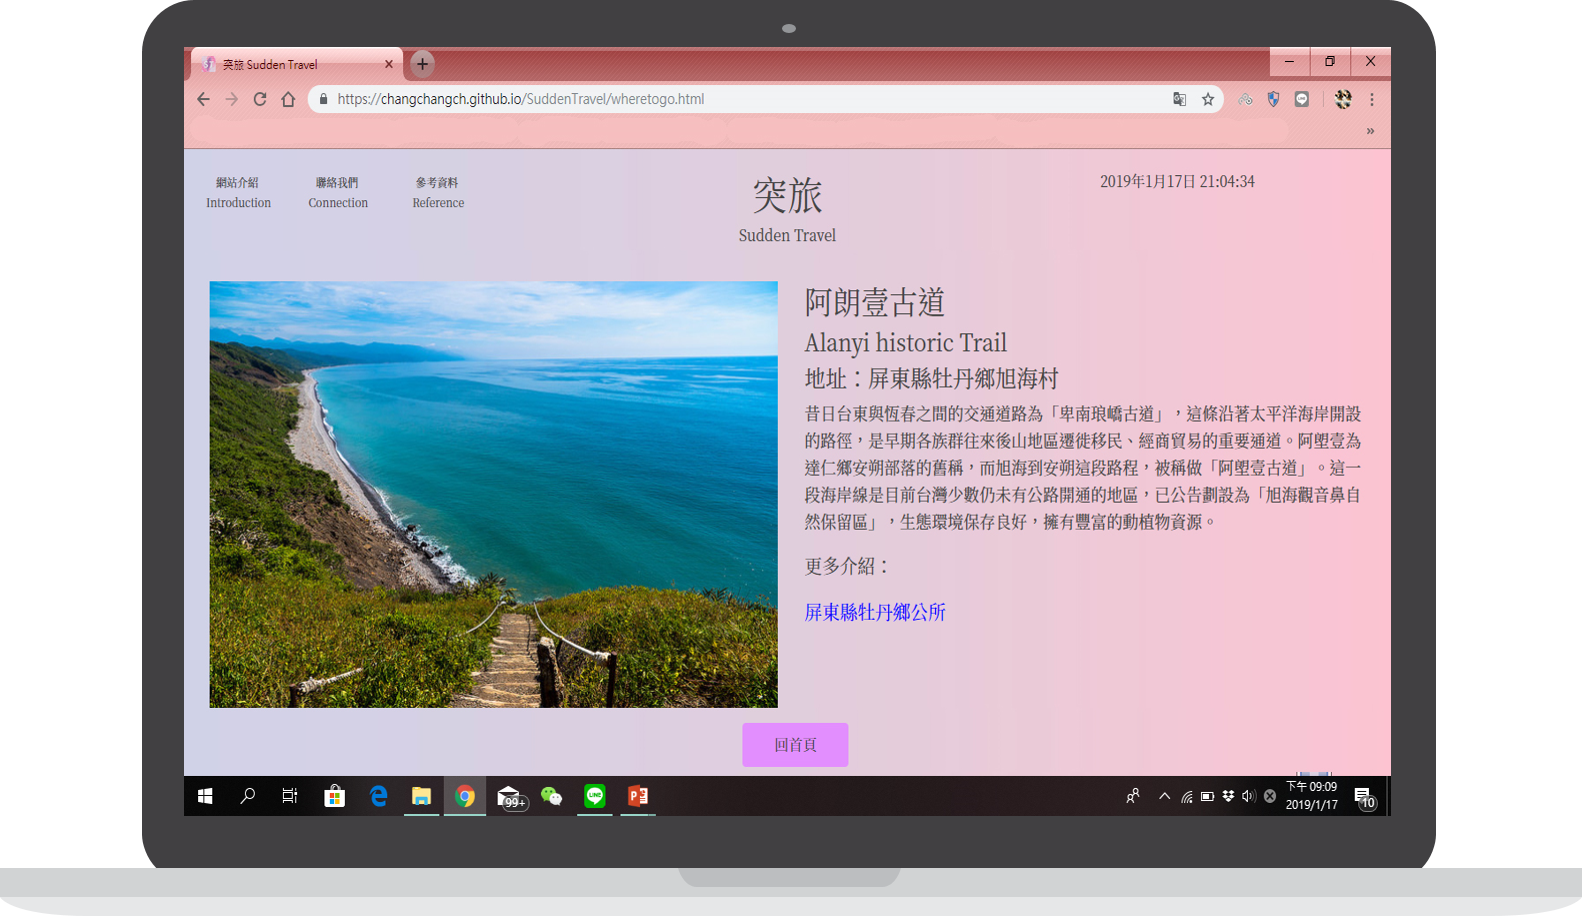 突旅 Sudden Travel
https://changchangch.github.io/SuddenTravel/wheretogo.html
網站介紹
Introduction
聯絡我們
Connection
參考資料
Reference
突旅
Sudden Travel
2019年1月17日 21:04:34
阿朗壹古道
Alanyi historic Trail
地址：屏東縣牡丹鄉旭海村
昔日台東與恆春之間的交通道路為「卑南琅嶠古道」，這條沿著太平洋海岸開設
的路徑，是早期各族群往來後山地區遷徙移民、經商貿易的重要通道。阿塱壹為
達仁鄉安朔部落的舊稱，而旭海到安朔這段路程，被稱做「阿塱壹古道」。這一
段海岸線是目前台灣少數仍未有公路開通的地區，已公告劃設為「旭海觀音鼻自
然保留區」，生態環境保存良好，擁有豐富的動植物資源。
更多介紹：
屏東縣牡丹鄉公所
回首頁
99+
下午 09:09
2019/1/17
10